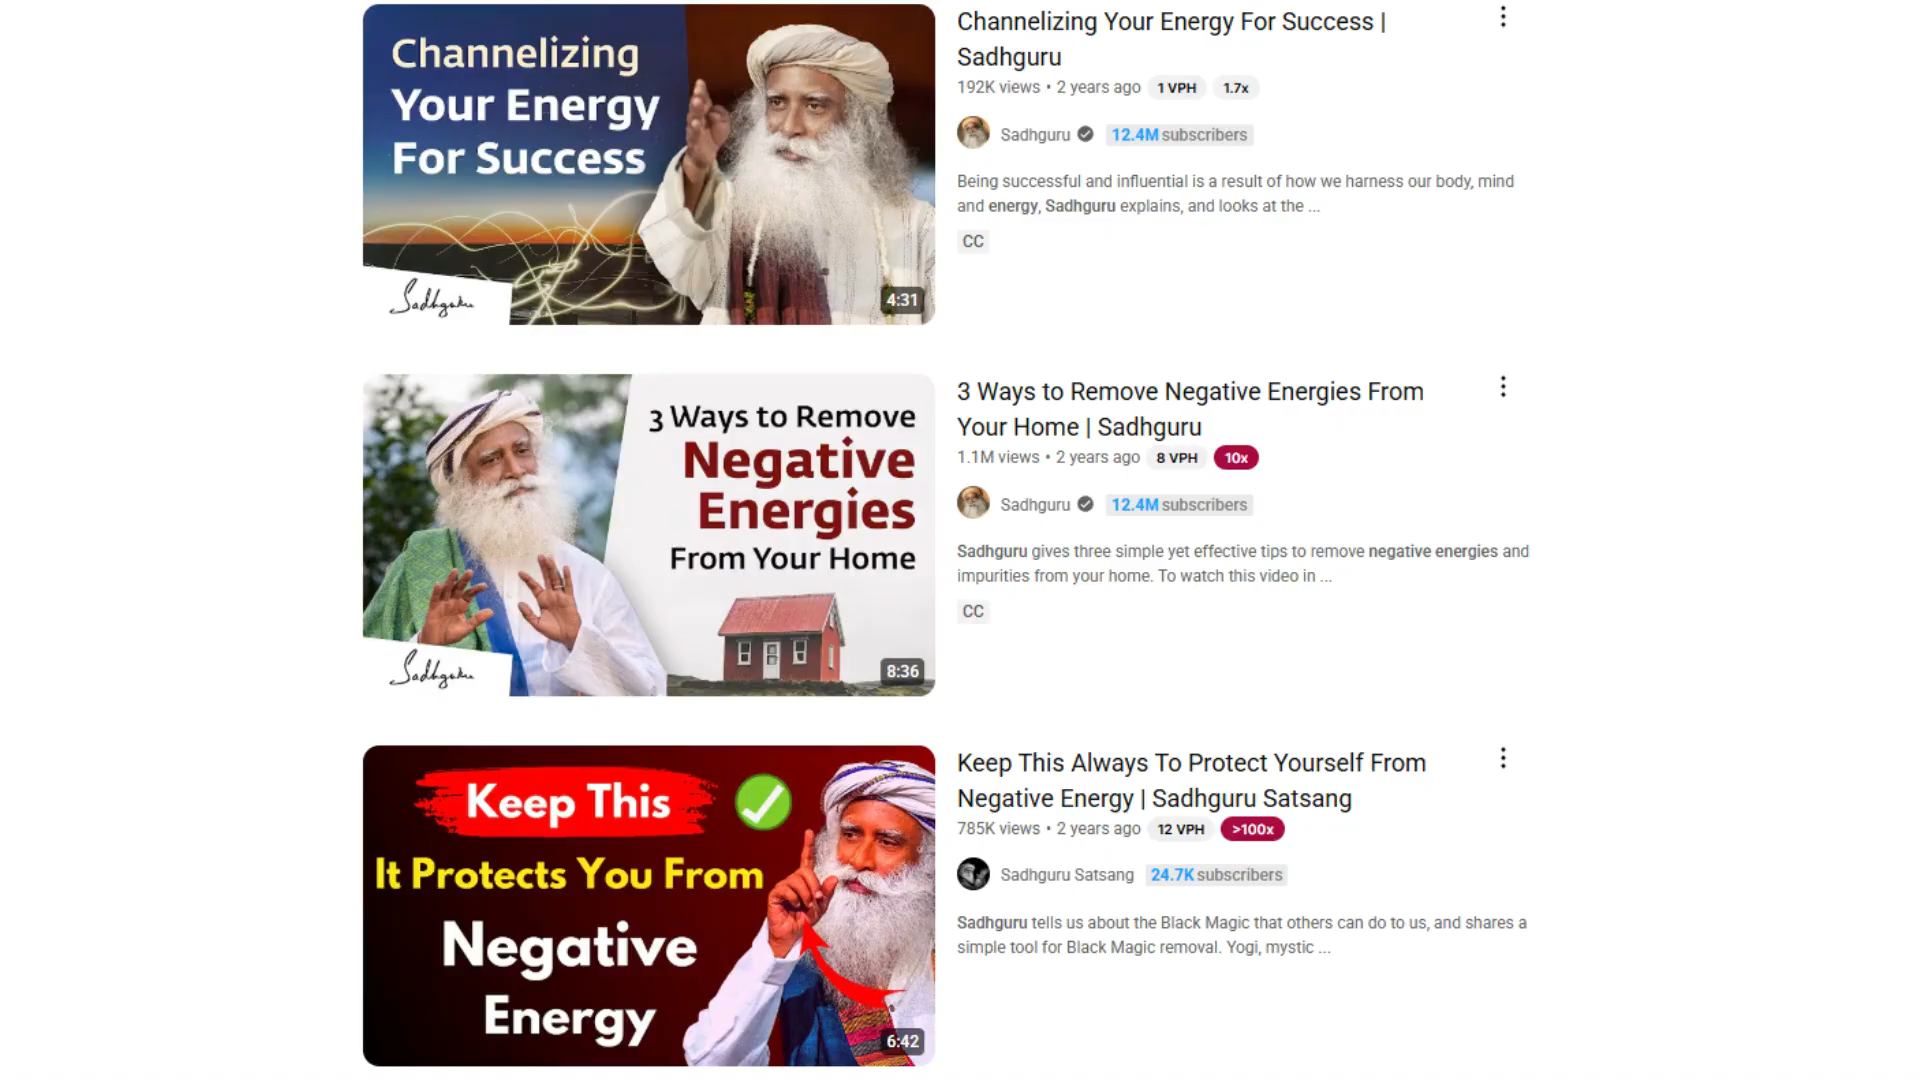 Channelizing
Your Energy
For Success
Sadhguru
4:31
Channelizing Your Energy For Success |
Sadhguru
192K views • 2 years ago 1 VPH 1.7x
Sadhguru 12.4M subscribers
Being successful and influential is a result of how we harness our body, mind
and energy, Sadhguru explains, and looks at the ...
CC
3 Ways to Remove
Negative
Energies
From Your Home
Sadhguru
8:36
3 Ways to Remove Negative Energies From
Your Home | Sadhguru
1.1M views • 2 years ago 8 VPH 10x
Sadhguru 12.4M subscribers
Sadhguru gives three simple yet effective tips to remove negative energies and
impurities from your home. To watch this video in ...
CC
Keep This
It Protects You From
Negative
Energy
6:42
Keep This Always To Protect Yourself From
Negative Energy | Sadhguru Satsang
785K views • 2 years ago 12 VPH >100x
Sadhguru Satsang 24.7K subscribers
Sadhguru tells us about the Black Magic that others can do to us, and shares a
simple tool for Black Magic removal. Yogi, mystic ...